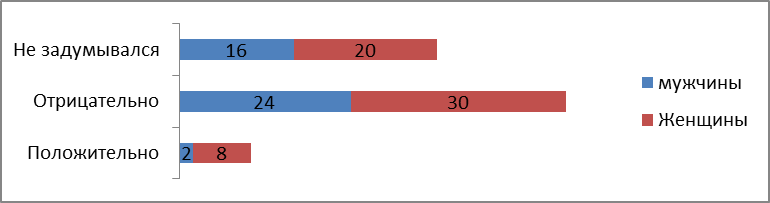 Не задумывался
16 20
Отрицательно
24 30
Положительно
2 8
мужчины
Женщины